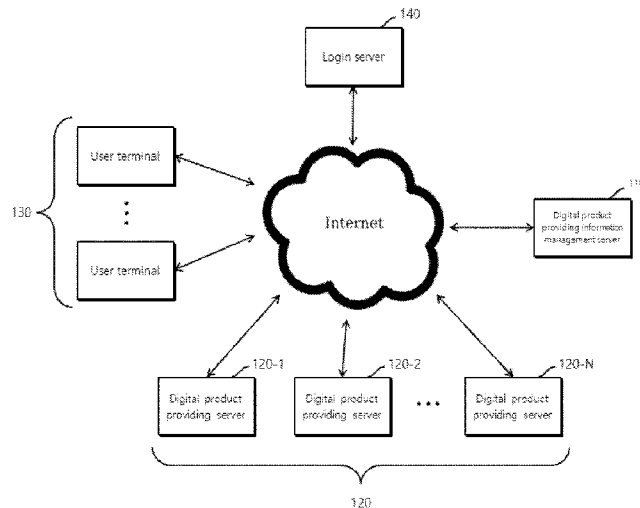 140
Login server
User terminal
130
User terminal
Internet
Digital product
providing information
management server
120-1
120-2
120-N
Digital product
providing server
Digital product
providing server
Digital product
providing server
120